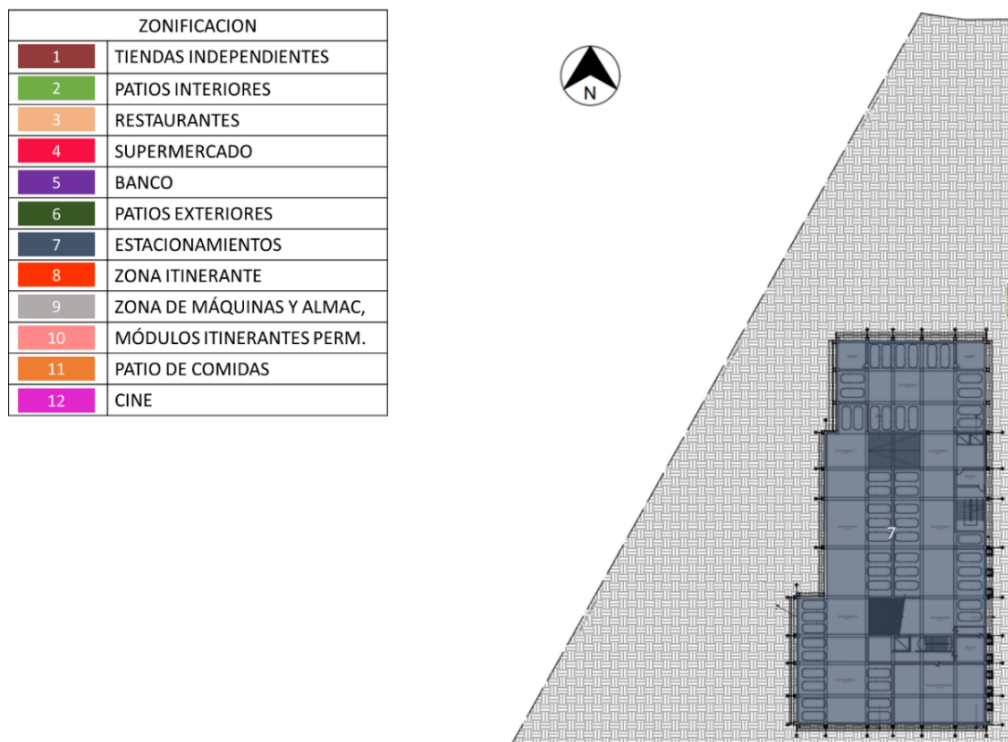 ZONIFICACION
1 TIENDAS INDEPENDIENTES
2 PATIOS INTERIORES
3 RESTAURANTES
4 SUPERMERCADO
5 BANCO
6 PATIOS EXTERIORES
7 ESTACIONAMIENTOS
8 ZONA ITINERANTE
9 ZONA DE MÁQUINAS Y ALMAC,
10 MÓDULOS ITINERANTES PERM.
11 PATIO DE COMIDAS
12 CINE
N
7